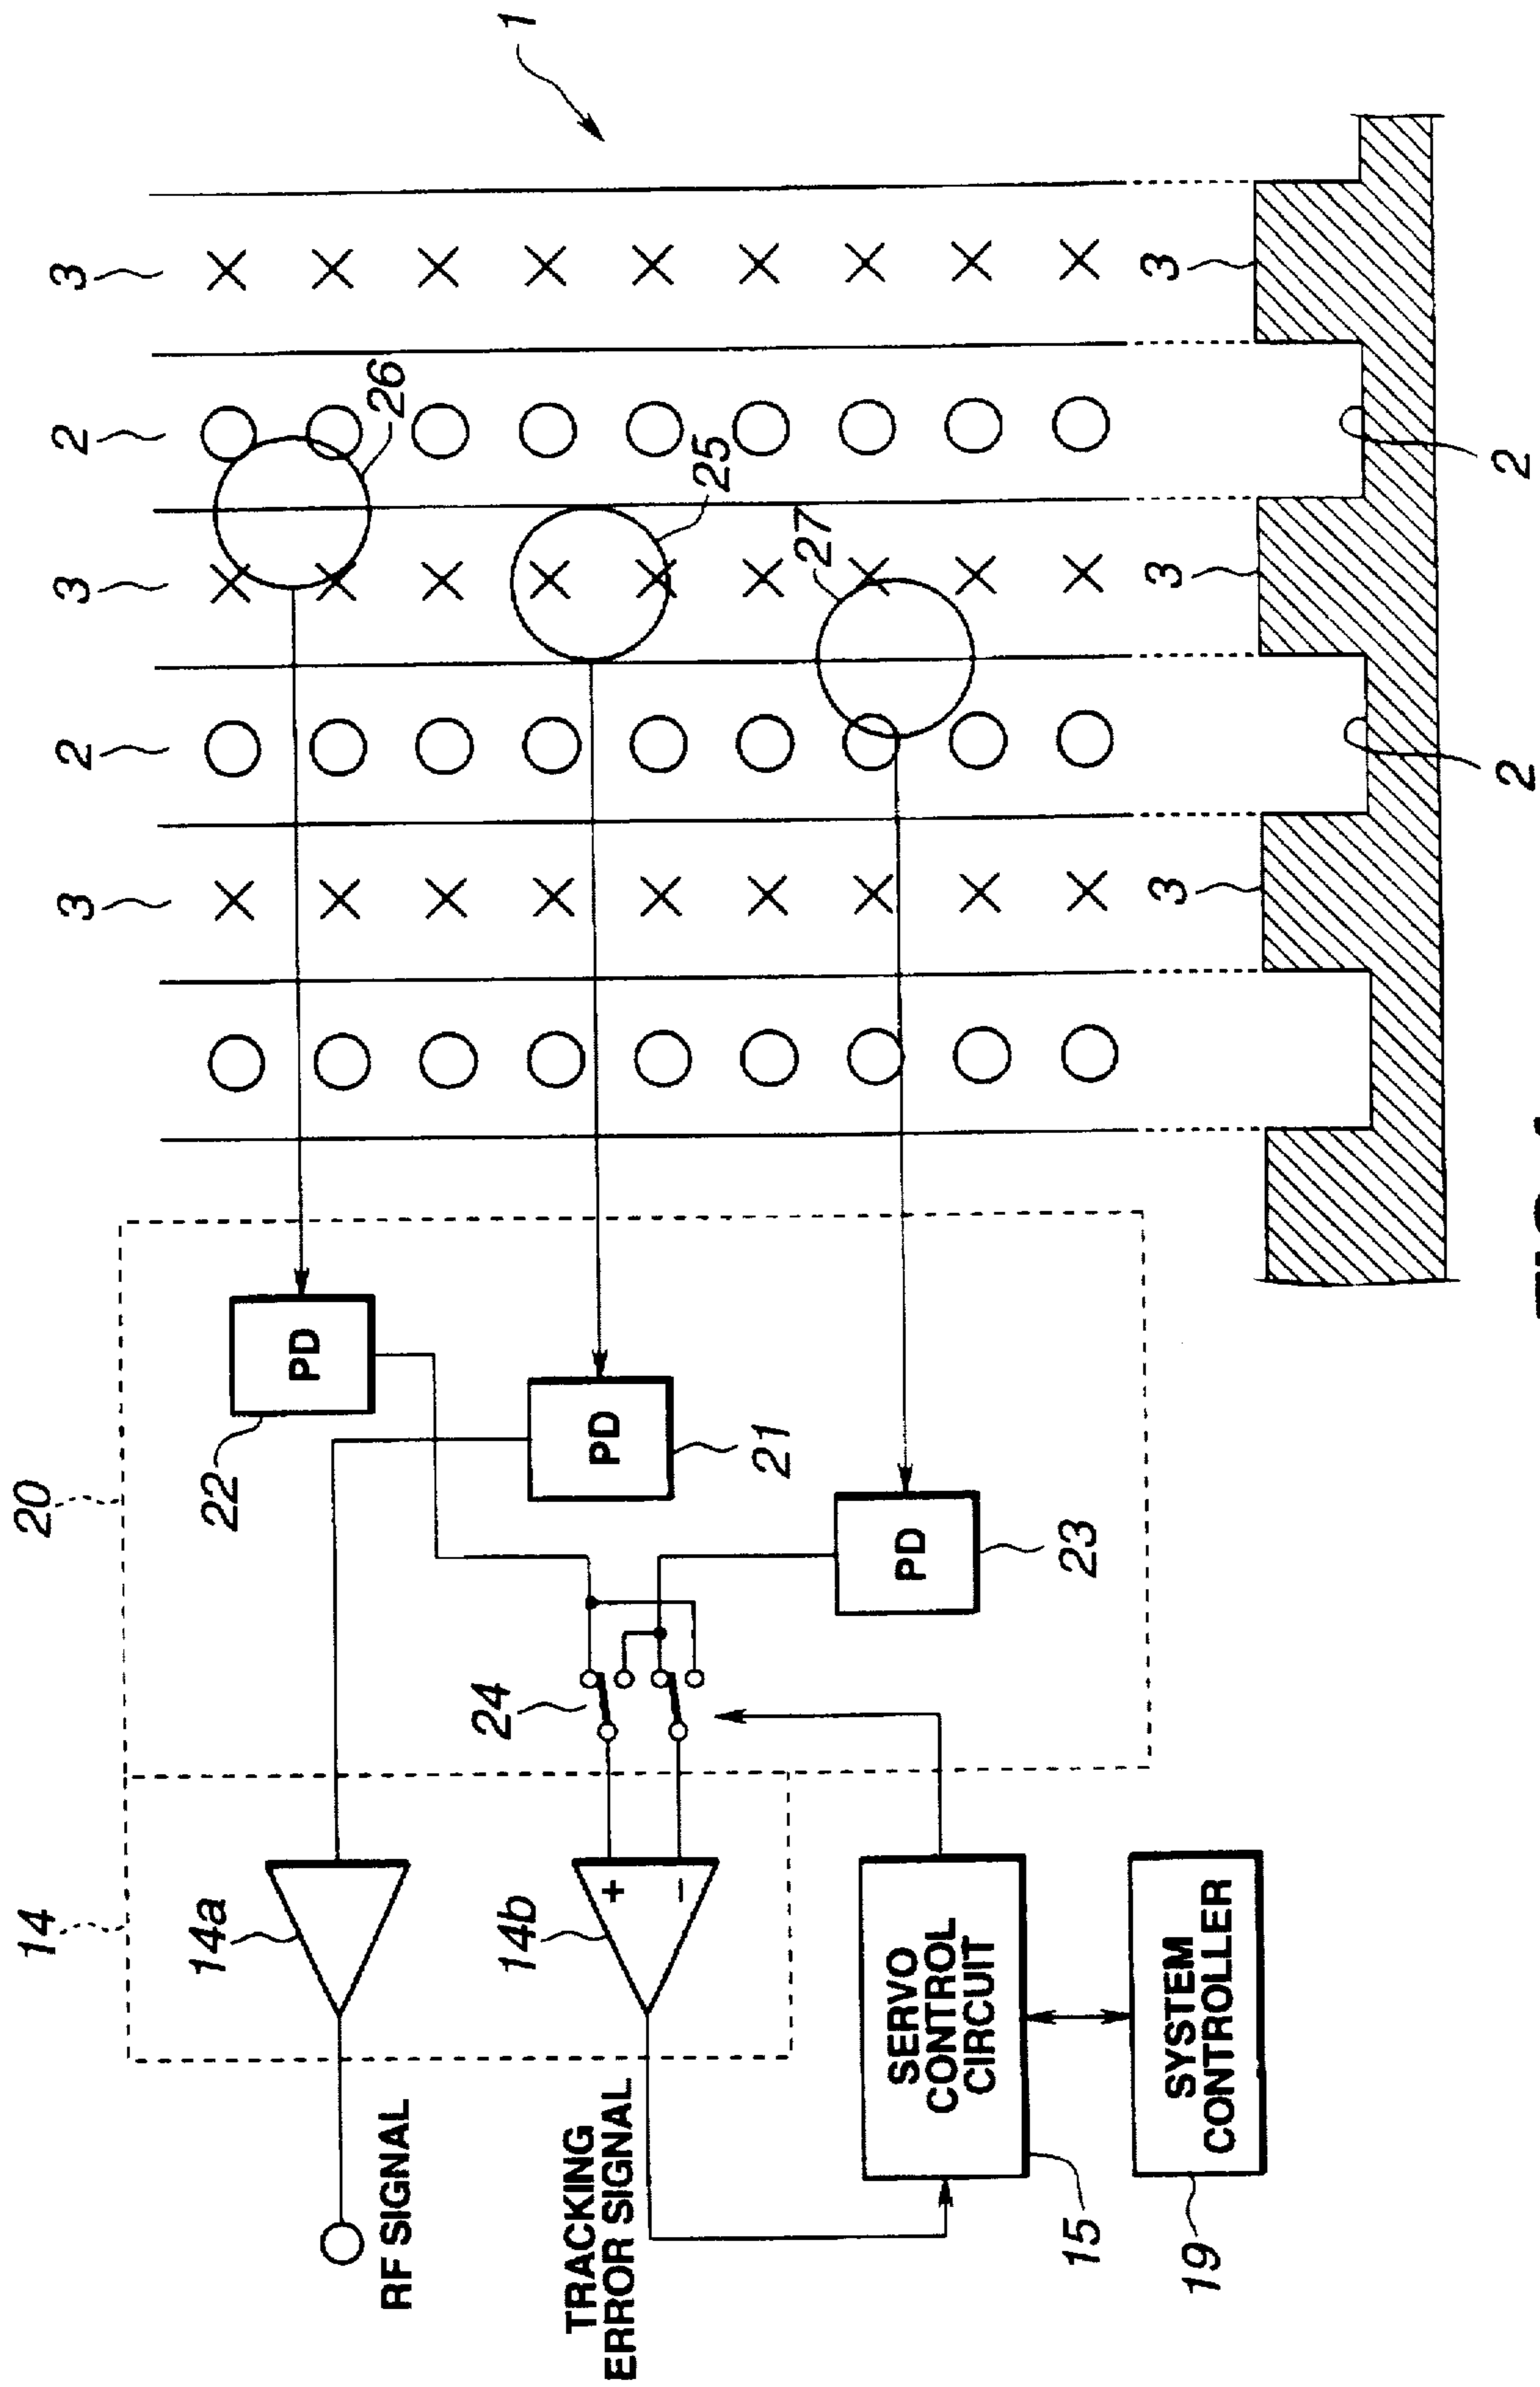 1
3
2
3
2
3
26
25
27
3
3
3
2
2
20
22
PD
PD
21
PD
23
24
14
14a
14b
+
−
RF SIGNAL
TRACKING
ERROR SIGNAL
SERVO
CONTROL
CIRCUIT
15
SYSTEM
CONTROLLER
19